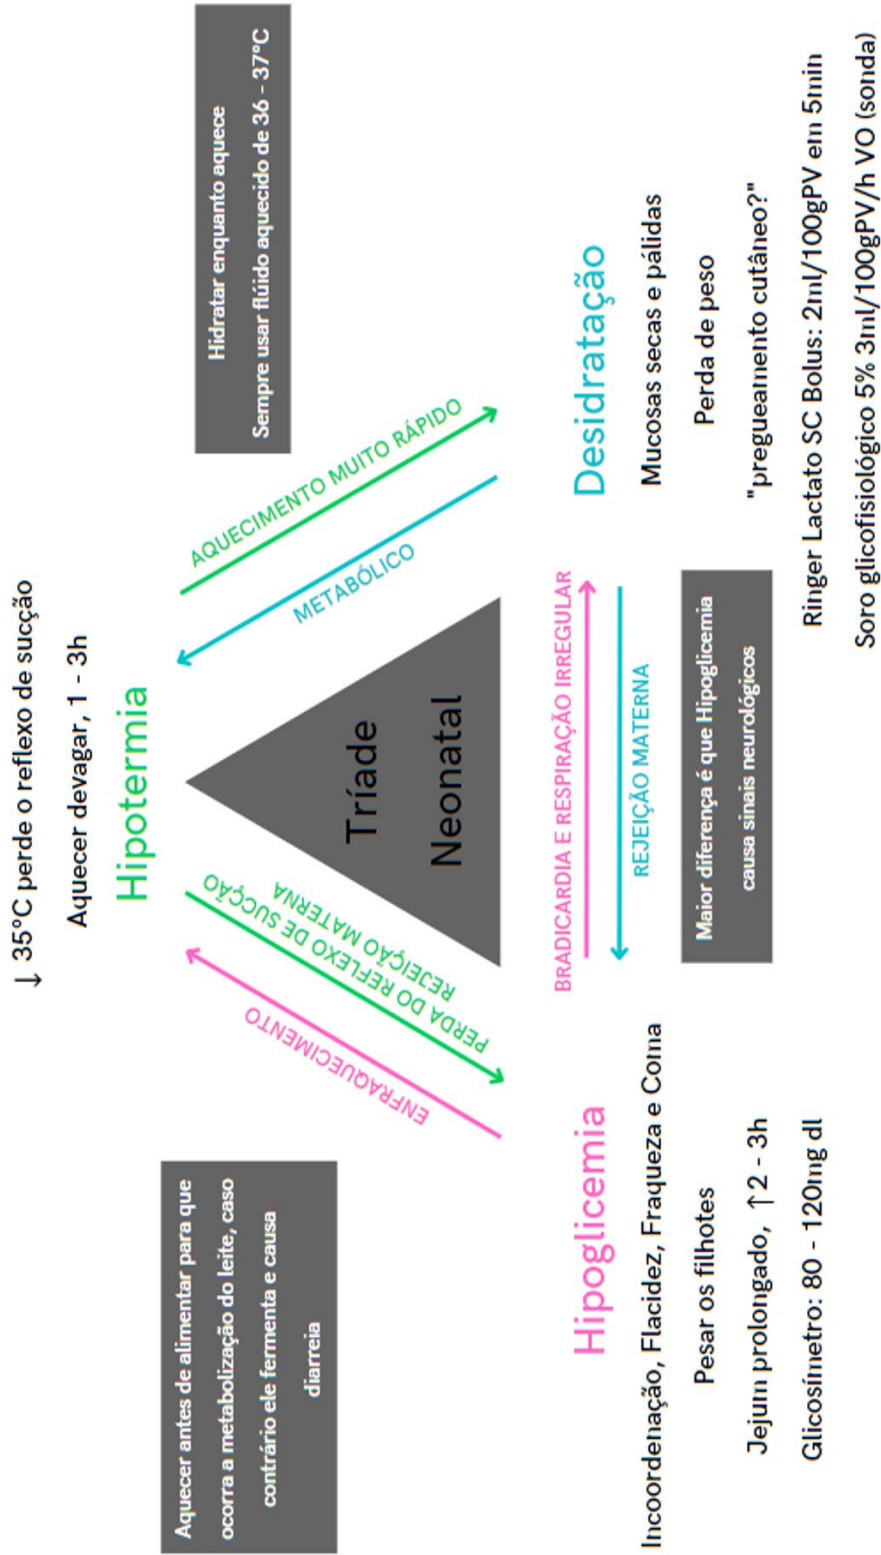 ↓ 35°C perde o reflexo de sucção
Aquecer devagar, 1 - 3h
Hipotermia
Aquecer antes de alimentar para que
ocorra a metabolização do leite, caso
contrário ele fermenta e causa
diarreia
Hidratar enquanto aquece
Sempre usar flúido aquecido de 36 - 37°C
ENFRAQUECIMENTO
PERDA DO REFLEXO DE SUCÇÃO
REJEIÇÃO MATERNA
AQUECIMENTO MUITO RÁPIDO
METABÓLICO
Tríade
Neonatal
BRADICARDIA E RESPIRAÇÃO IRREGULAR
REJEIÇÃO MATERNA
Maior diferença é que Hipoglicemia
causa sinais neurológicos
Hipoglicemia
Incoordenação, Flacidez, Fraqueza e Coma
Pesar os filhotes
Jejum prolongado, ↑2 - 3h
Glicosímetro: 80 - 120mg dl
Desidratação
Mucosas secas e pálidas
Perda de peso
"pregueamento cutâneo?"
Ringer Lactato SC Bolus: 2ml/100gPV em 5min
Soro glicofisiológico 5% 3ml/100gPV/h VO (sonda)